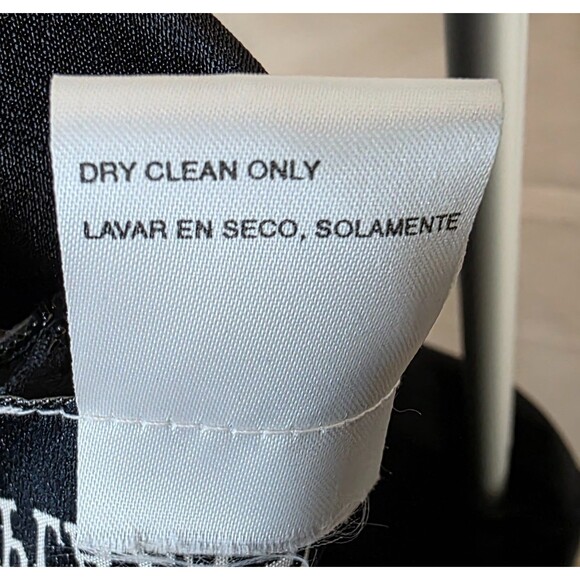 DRY CLEAN ONLY
LAVAR EN SECO, SOLAMENTE